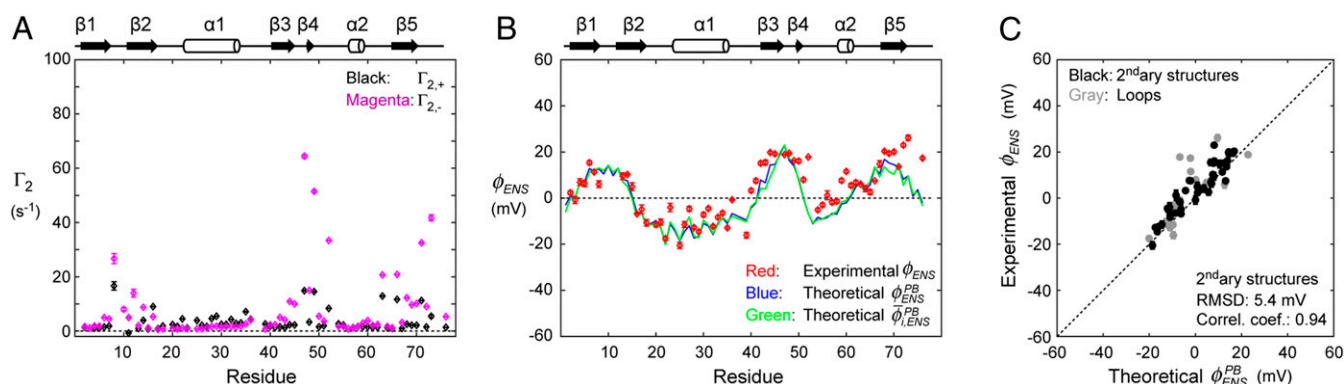 A
β1 β2 α1 β3 β4 α2 β5
100
80
60
40
20
0
Γ2
(s-1)
Black: Γ2,+
Magenta: Γ2,-
10 20 30 40 50 60 70
Residue
B
β1 β2 α1 β3 β4 α2 β5
60
40
20
0
-20
-40
-60
ϕENS
(mV)
Red: Experimental ϕENS
Blue: Theoretical ϕPBENS
Green: Theoretical ϕ̄PBi,ENS
10 20 30 40 50 60 70
Residue
C
60
40
20
0
-20
-40
-60
Experimental ϕENS (mV)
Black: 2ndary structures
Gray: Loops
2ndary structures
RMSD: 5.4 mV
Correl. coef.: 0.94
-60 -40 -20 0 20 40 60
Theoretical ϕPBENS (mV)